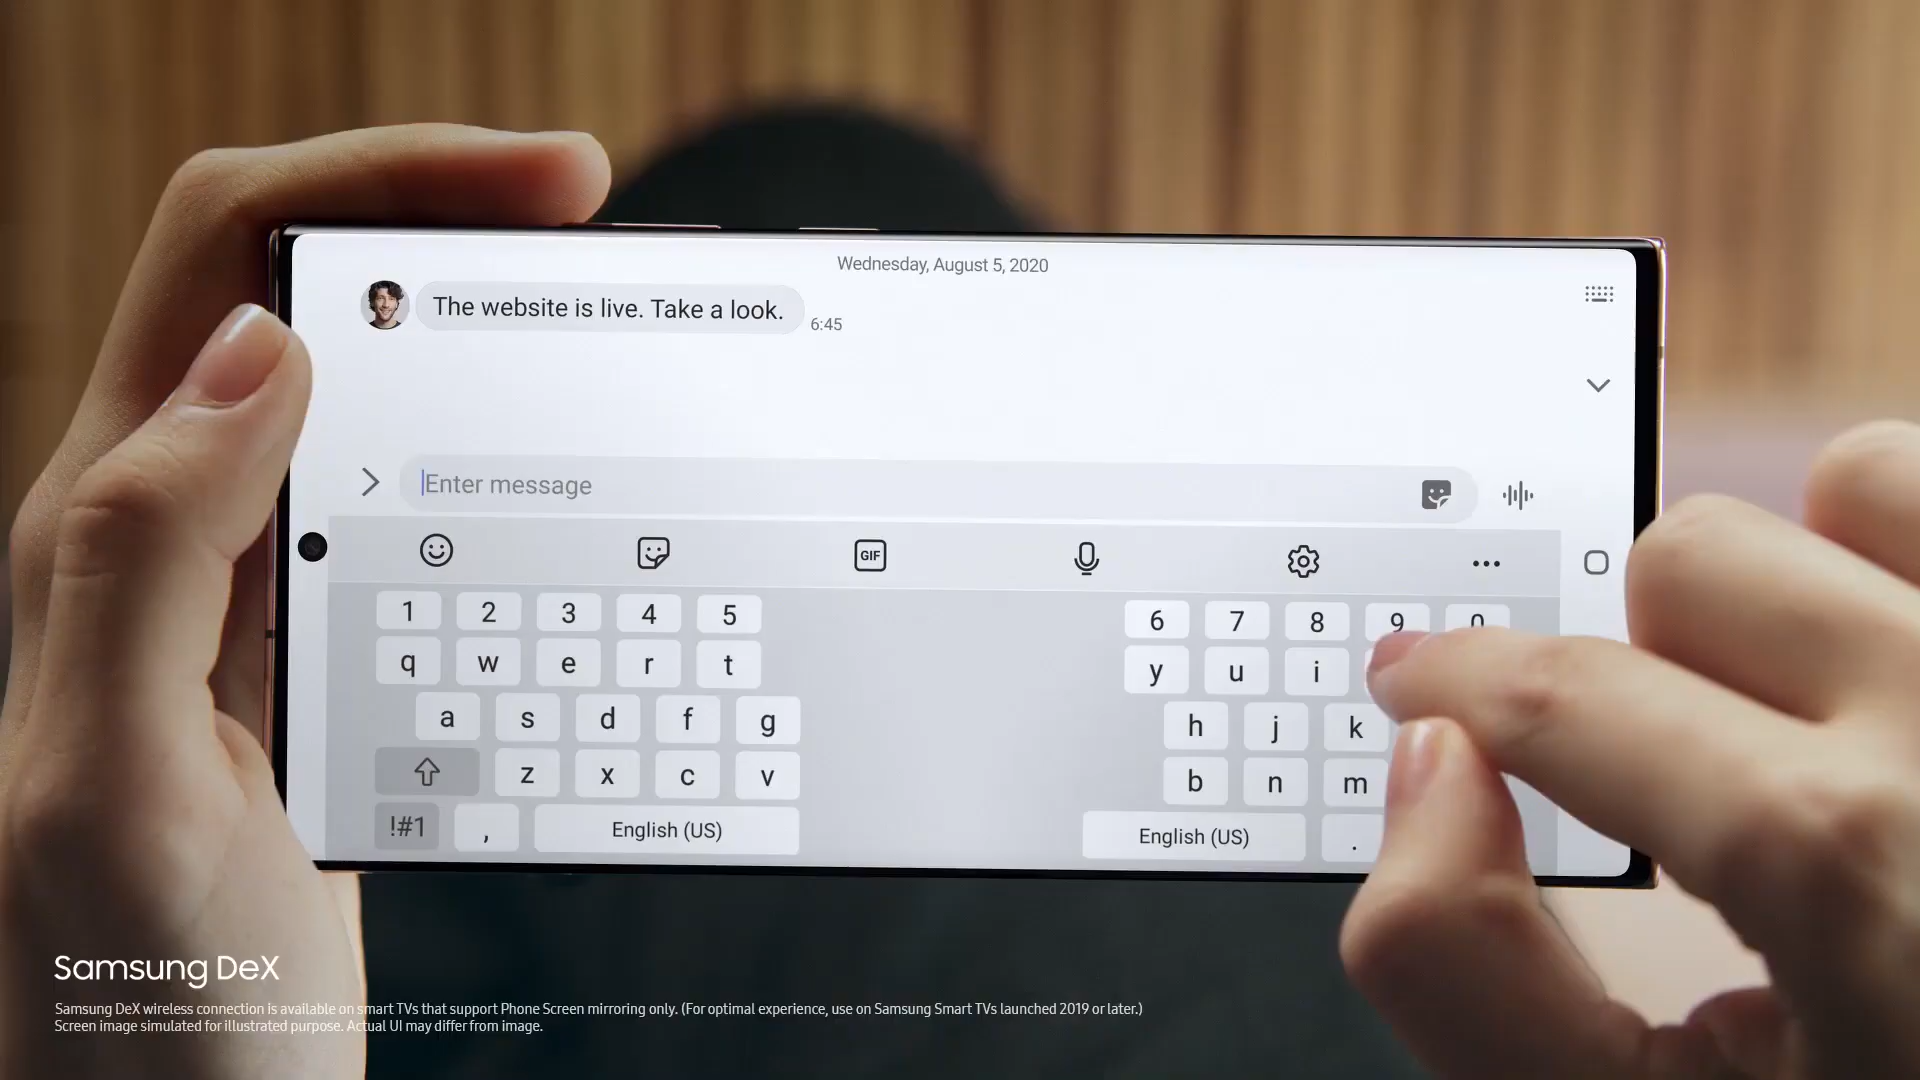 Wednesday, August 5, 2020
The website is live. Take a look.
6:45
Enter message
GIF
1 2 3 4 5 6 7 8 9 0
q w e r t y u i
a s d f g h j k
z x c v b n m
!#1 , English (US) English (US) .
Samsung DeX
Samsung DeX wireless connection is available on smart TVs that support Phone Screen mirroring only. (For optimal experience, use on Samsung Smart TVs launched 2019 or later.)
Screen image simulated for illustrated purpose. Actual UI may differ from image.